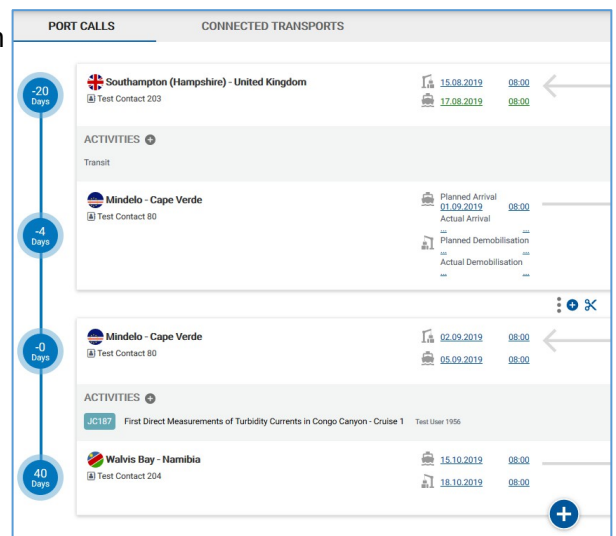 PORT CALLS CONNECTED TRANSPORTS
-20 Days
Southampton (Hampshire) - United Kingdom 15.08.2019 08:00
Test Contact 203 17.08.2019 08:00
ACTIVITIES
Transit
-4 Days
Mindelo - Cape Verde Planned Arrival
Test Contact 80 01.09.2019 08:00
Actual Arrival
... ...
Planned Demobilisation
... ...
Actual Demobilisation
... ...
-0 Days
Mindelo - Cape Verde 02.09.2019 08:00
Test Contact 80 05.09.2019 08:00
ACTIVITIES
JC187 First Direct Measurements of Turbidity Currents in Congo Canyon - Cruise 1 Test User 1956
40 Days
Walvis Bay - Namibia 15.10.2019 08:00
Test Contact 204 18.10.2019 08:00